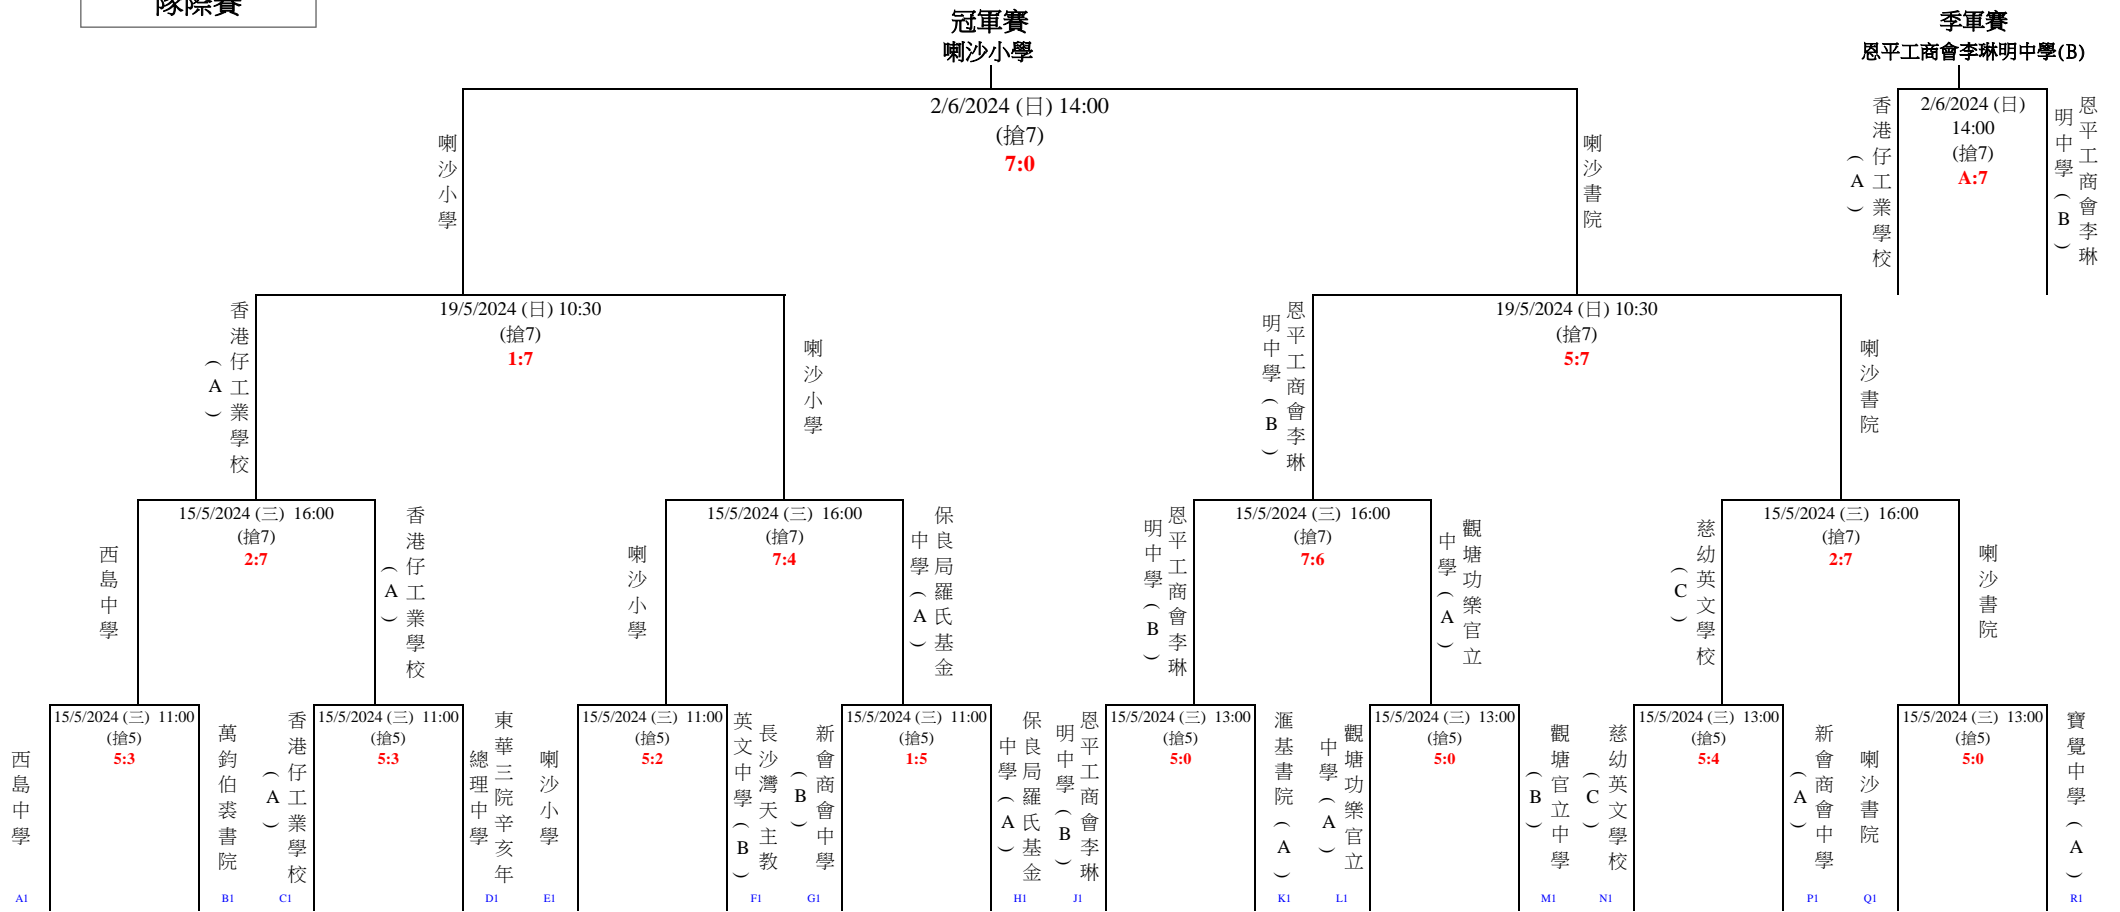 隊際賽
冠軍賽
喇沙小學
季軍賽
恩平工商會李琳明中學(B)
2/6/2024 (日) 14:00
(搶7)
7:0
喇沙小學
喇沙書院
香港仔工業學校
(A)
2/6/2024 (日)
14:00
(搶7)
A:7
恩平工商會李琳
明中學(B)
19/5/2024 (日) 10:30
(搶7)
1:7
香港仔工業學校
(A)
喇沙小學
19/5/2024 (日) 10:30
(搶7)
5:7
恩平工商會李琳
明中學(B)
喇沙書院
15/5/2024 (三) 16:00
(搶7)
2:7
西島中學
香港仔工業學校
(A)
15/5/2024 (三) 16:00
(搶7)
7:4
喇沙小學
保良局羅氏基金
中學(A)
15/5/2024 (三) 16:00
(搶7)
7:6
恩平工商會李琳
明中學(B)
觀塘功樂官立
中學(A)
15/5/2024 (三) 16:00
(搶7)
2:7
慈幼英文學校
(C)
喇沙書院
西島中學
A1
15/5/2024 (三) 11:00
(搶5)
5:3
萬鈞伯裘書院
B1
香港仔工業學校
(A)
C1
15/5/2024 (三) 11:00
(搶5)
5:3
東華三院辛亥年
總理中學
D1
喇沙小學
E1
15/5/2024 (三) 11:00
(搶5)
5:2
長沙灣天主教
英文中學(B)
F1
新會商會中學
(B)
G1
15/5/2024 (三) 11:00
(搶5)
1:5
保良局羅氏基金
中學(A)
H1
恩平工商會李琳
明中學(B)
J1
15/5/2024 (三) 13:00
(搶5)
5:0
滙基書院(A)
K1
觀塘功樂官立
中學(A)
L1
15/5/2024 (三) 13:00
(搶5)
5:0
觀塘官立中學
(B)
M1
慈幼英文學校
(C)
N1
15/5/2024 (三) 13:00
(搶5)
5:4
新會商會中學
(A)
P1
喇沙書院
Q1
15/5/2024 (三) 13:00
(搶5)
5:0
寶覺中學(A)
R1